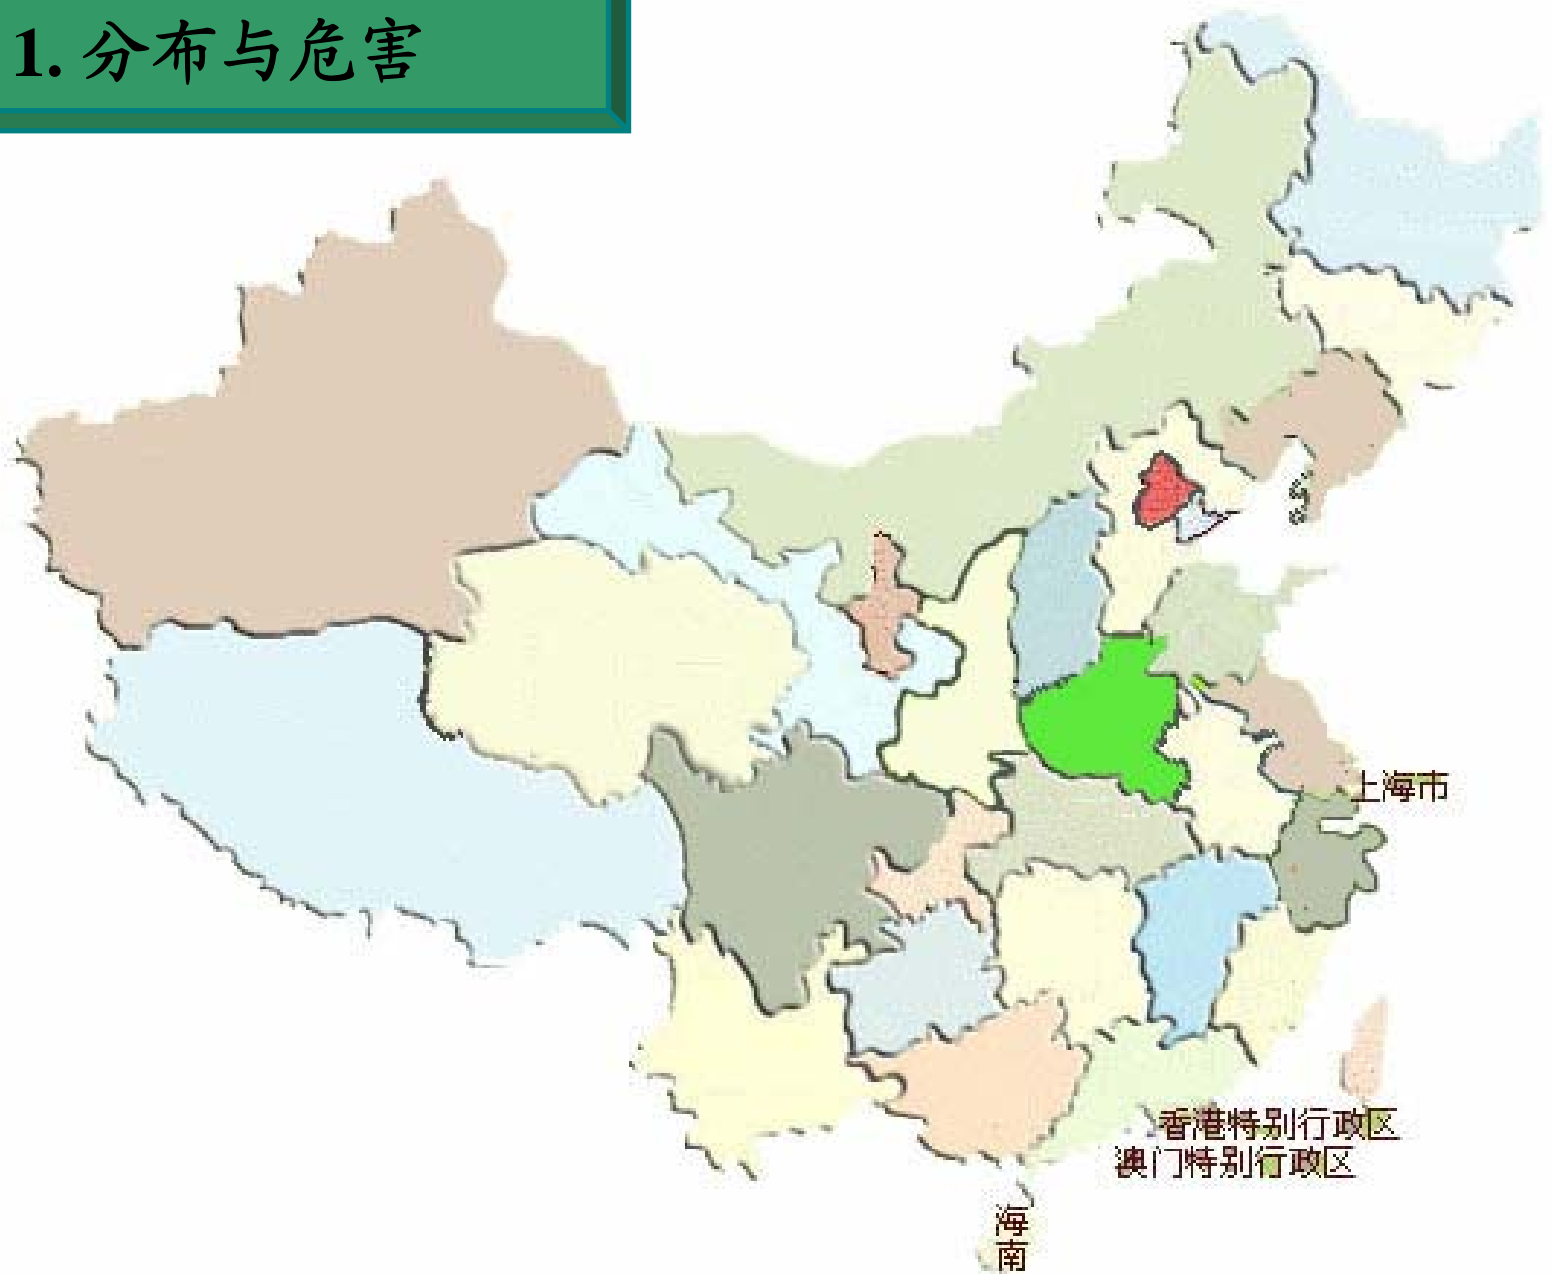 1. 分布与危害
上海市
香港特别行政区
澳门特别行政区
海
南